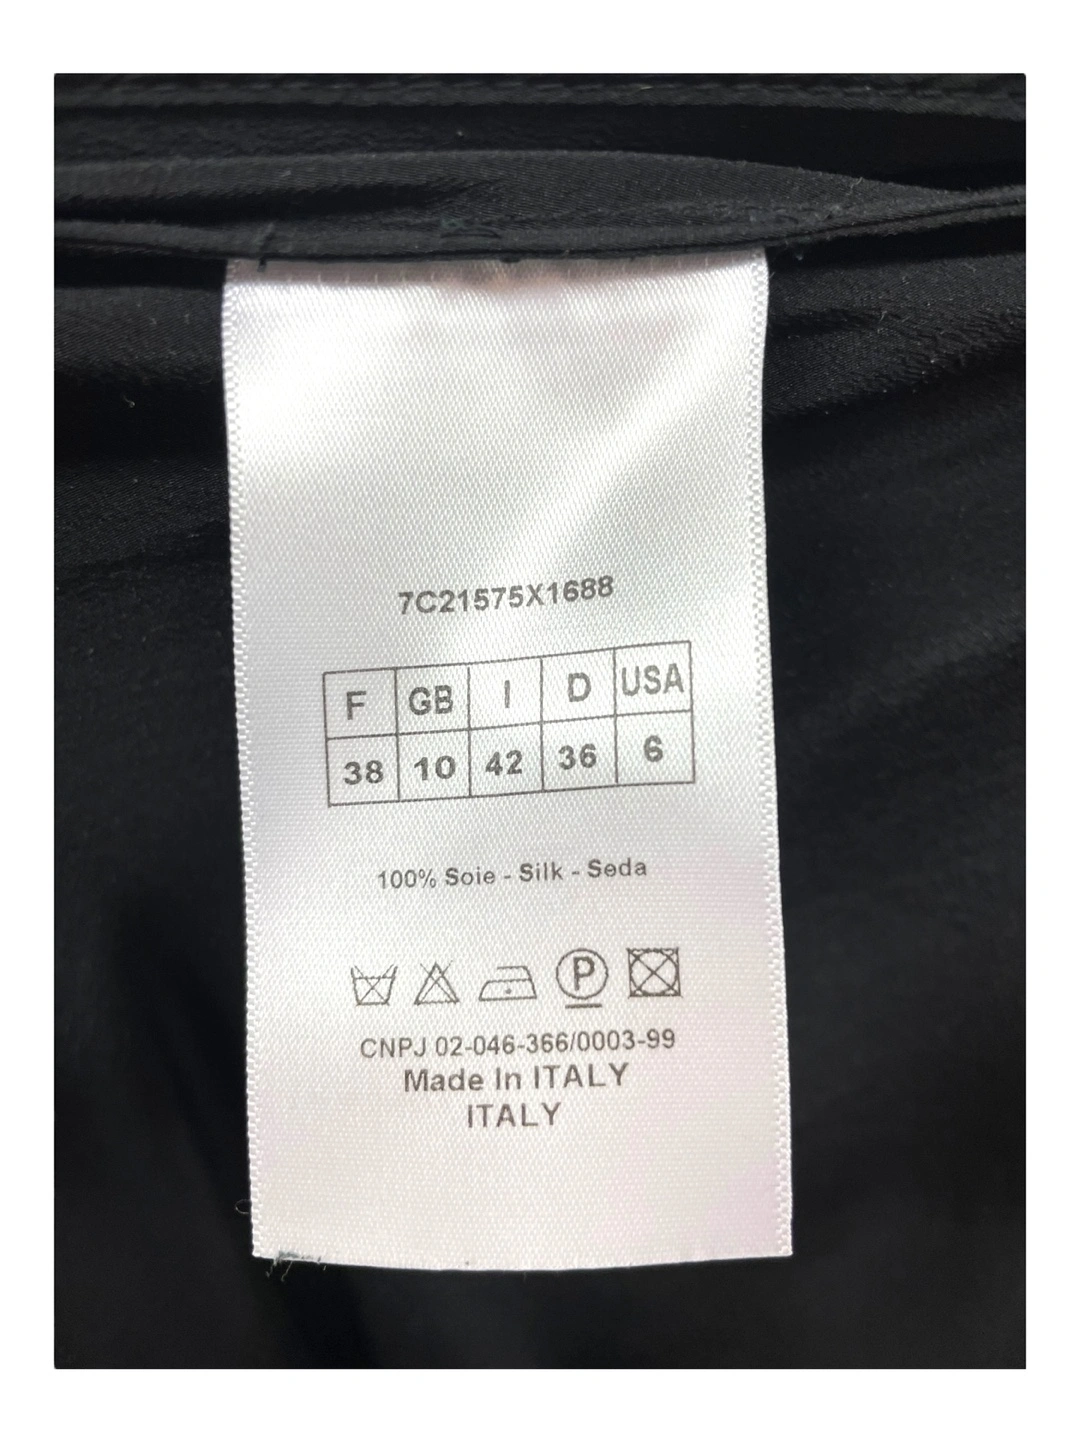 7C21575X1688
F GB I D USA
38 10 42 36 6
100% Soie - Silk - Seda
P
CNPJ 02-046-366/0003-99
Made In ITALY
ITALY